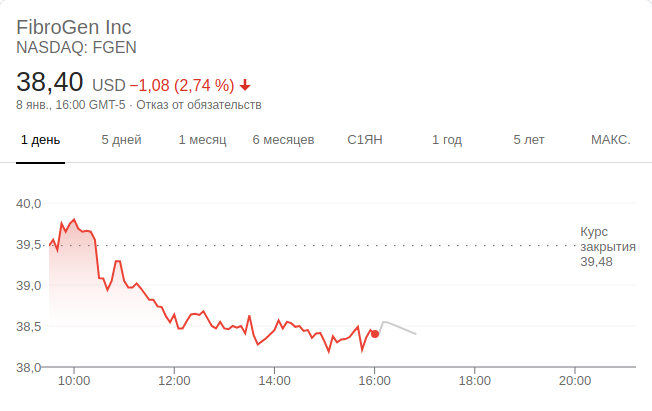 FibroGen Inc
NASDAQ: FGEN
38,40 USD −1,08 (2,74 %)
8 янв., 16:00 GMT-5 · Отказ от обязательств
1 день 5 дней 1 месяц 6 месяцев С1ЯН 1 год 5 лет МАКС.
40,0
Курс
39,5 закрытия
39,48
39,0
38,5
38,0
10:00 12:00 14:00 16:00 18:00 20:00